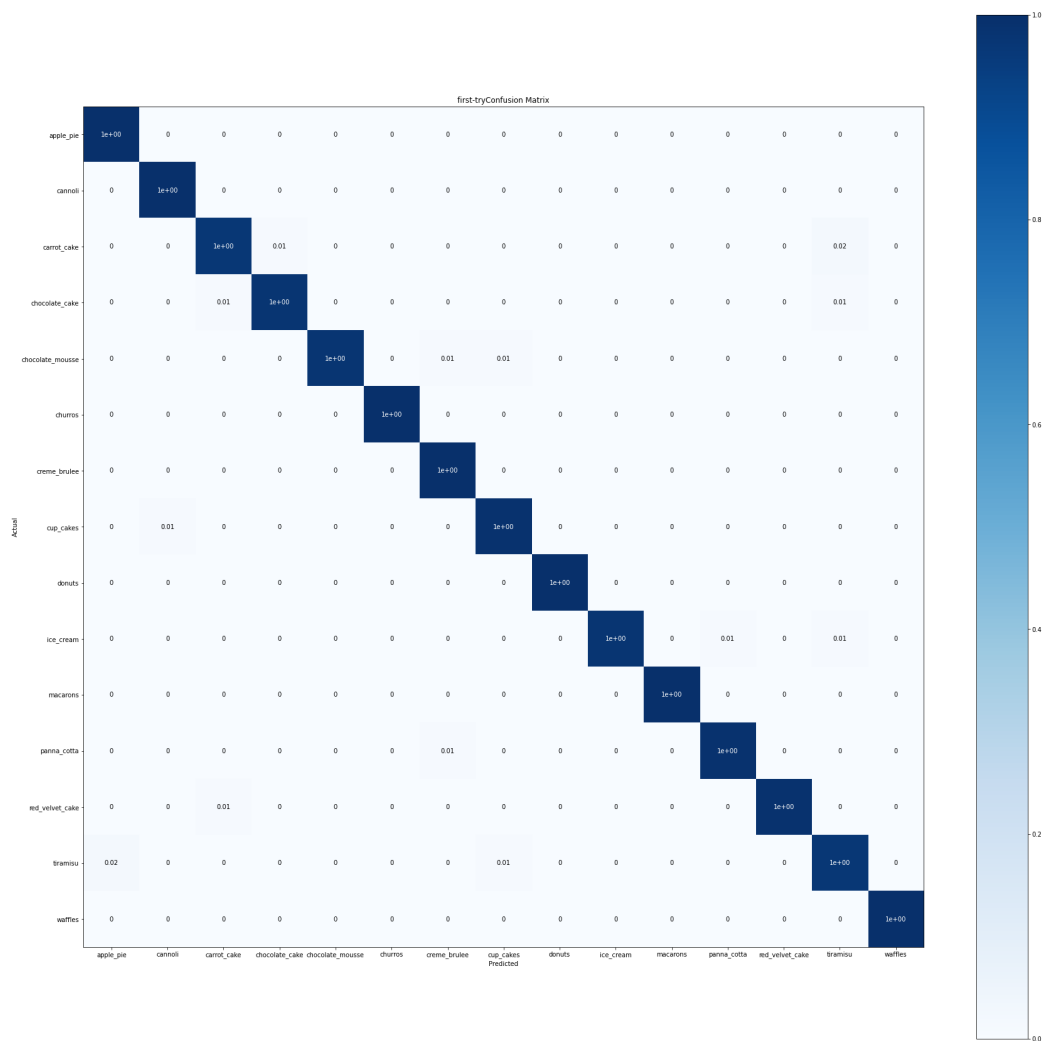 1.0
first-tryConfusion Matrix
apple_pie 1e+00 0 0 0 0 0 0 0 0 0 0 0 0 0 0
cannoli 0 1e+00 0 0 0 0 0 0 0 0 0 0 0 0 0
0.8
carrot_cake 0 0 1e+00 0.01 0 0 0 0 0 0 0 0 0 0.02 0
chocolate_cake 0 0 0.01 1e+00 0 0 0 0 0 0 0 0 0 0.01 0
chocolate_mousse 0 0 0 0 1e+00 0 0.01 0.01 0 0 0 0 0 0 0
churros 0 0 0 0 0 1e+00 0 0 0 0 0 0 0 0 0
0.6
creme_brulee 0 0 0 0 0 0 1e+00 0 0 0 0 0 0 0 0
Actual
cup_cakes 0 0.01 0 0 0 0 0 1e+00 0 0 0 0 0 0 0
donuts 0 0 0 0 0 0 0 0 1e+00 0 0 0 0 0 0
0.4
ice_cream 0 0 0 0 0 0 0 0 0 1e+00 0 0.01 0 0.01 0
macarons 0 0 0 0 0 0 0 0 0 0 1e+00 0 0 0 0
panna_cotta 0 0 0 0 0 0 0.01 0 0 0 0 1e+00 0 0 0
red_velvet_cake 0 0 0.01 0 0 0 0 0 0 0 0 0 1e+00 0 0
0.2
tiramisu 0.02 0 0 0 0 0 0 0.01 0 0 0 0 0 1e+00 0
waffles 0 0 0 0 0 0 0 0 0 0 0 0 0 0 1e+00
apple_pie cannoli carrot_cake chocolate_cake chocolate_mousse churros creme_brulee cup_cakes donuts ice_cream macarons panna_cotta red_velvet_cake tiramisu waffles
Predicted
0.0